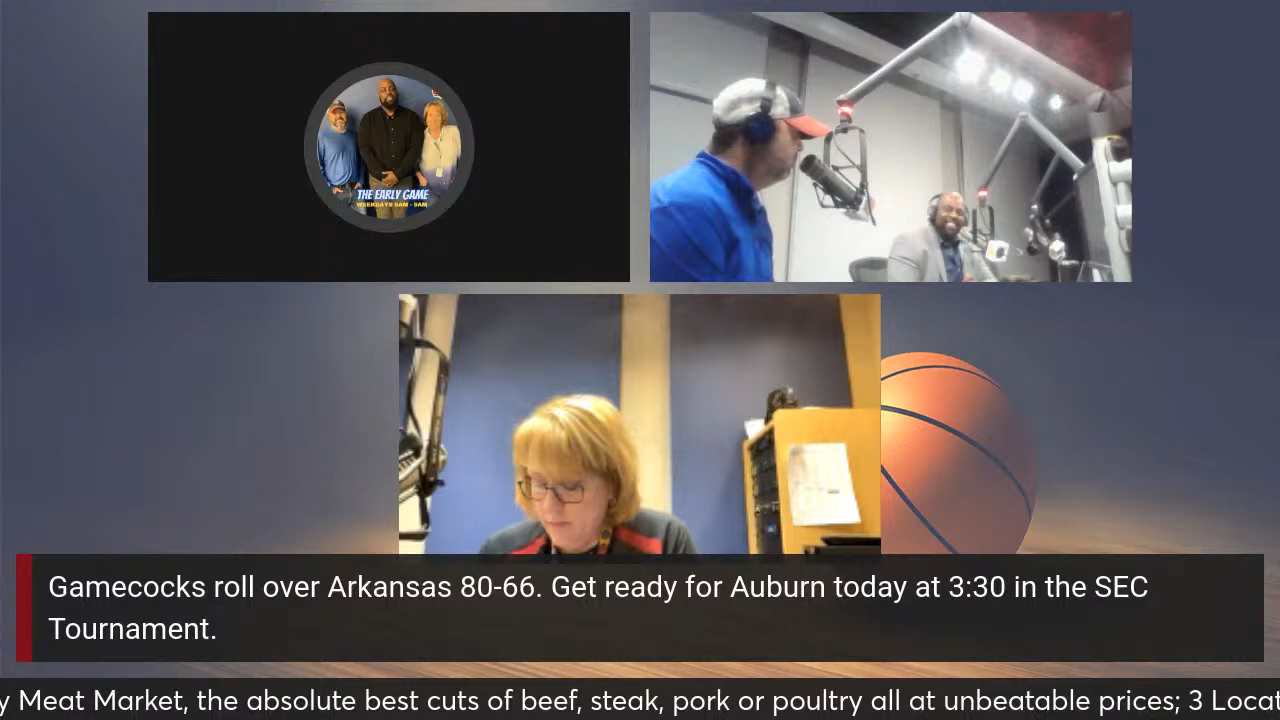 THE EARLY GAME
WEEKDAYS 6AM - 9AM
Gamecocks roll over Arkansas 80-66. Get ready for Auburn today at 3:30 in the SEC
Tournament.
y Meat Market, the absolute best cuts of beef, steak, pork or poultry all at unbeatable prices; 3 Locat